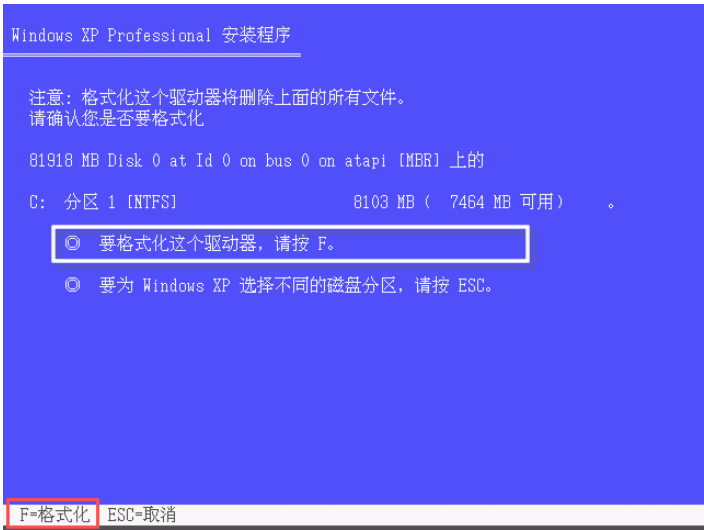 Windows XP Professional 安装程序
注意: 格式化这个驱动器将删除上面的所有文件。
请确认您是否要格式化
81918 MB Disk 0 at Id 0 on bus 0 on atapi [MBR] 上的
C: 分区 1 [NTFS] 8103 MB ( 7464 MB 可用) 。
◎ 要格式化这个驱动器, 请按 F。
◎ 要为 Windows XP 选择不同的磁盘分区, 请按 ESC。
F=格式化 ESC=取消